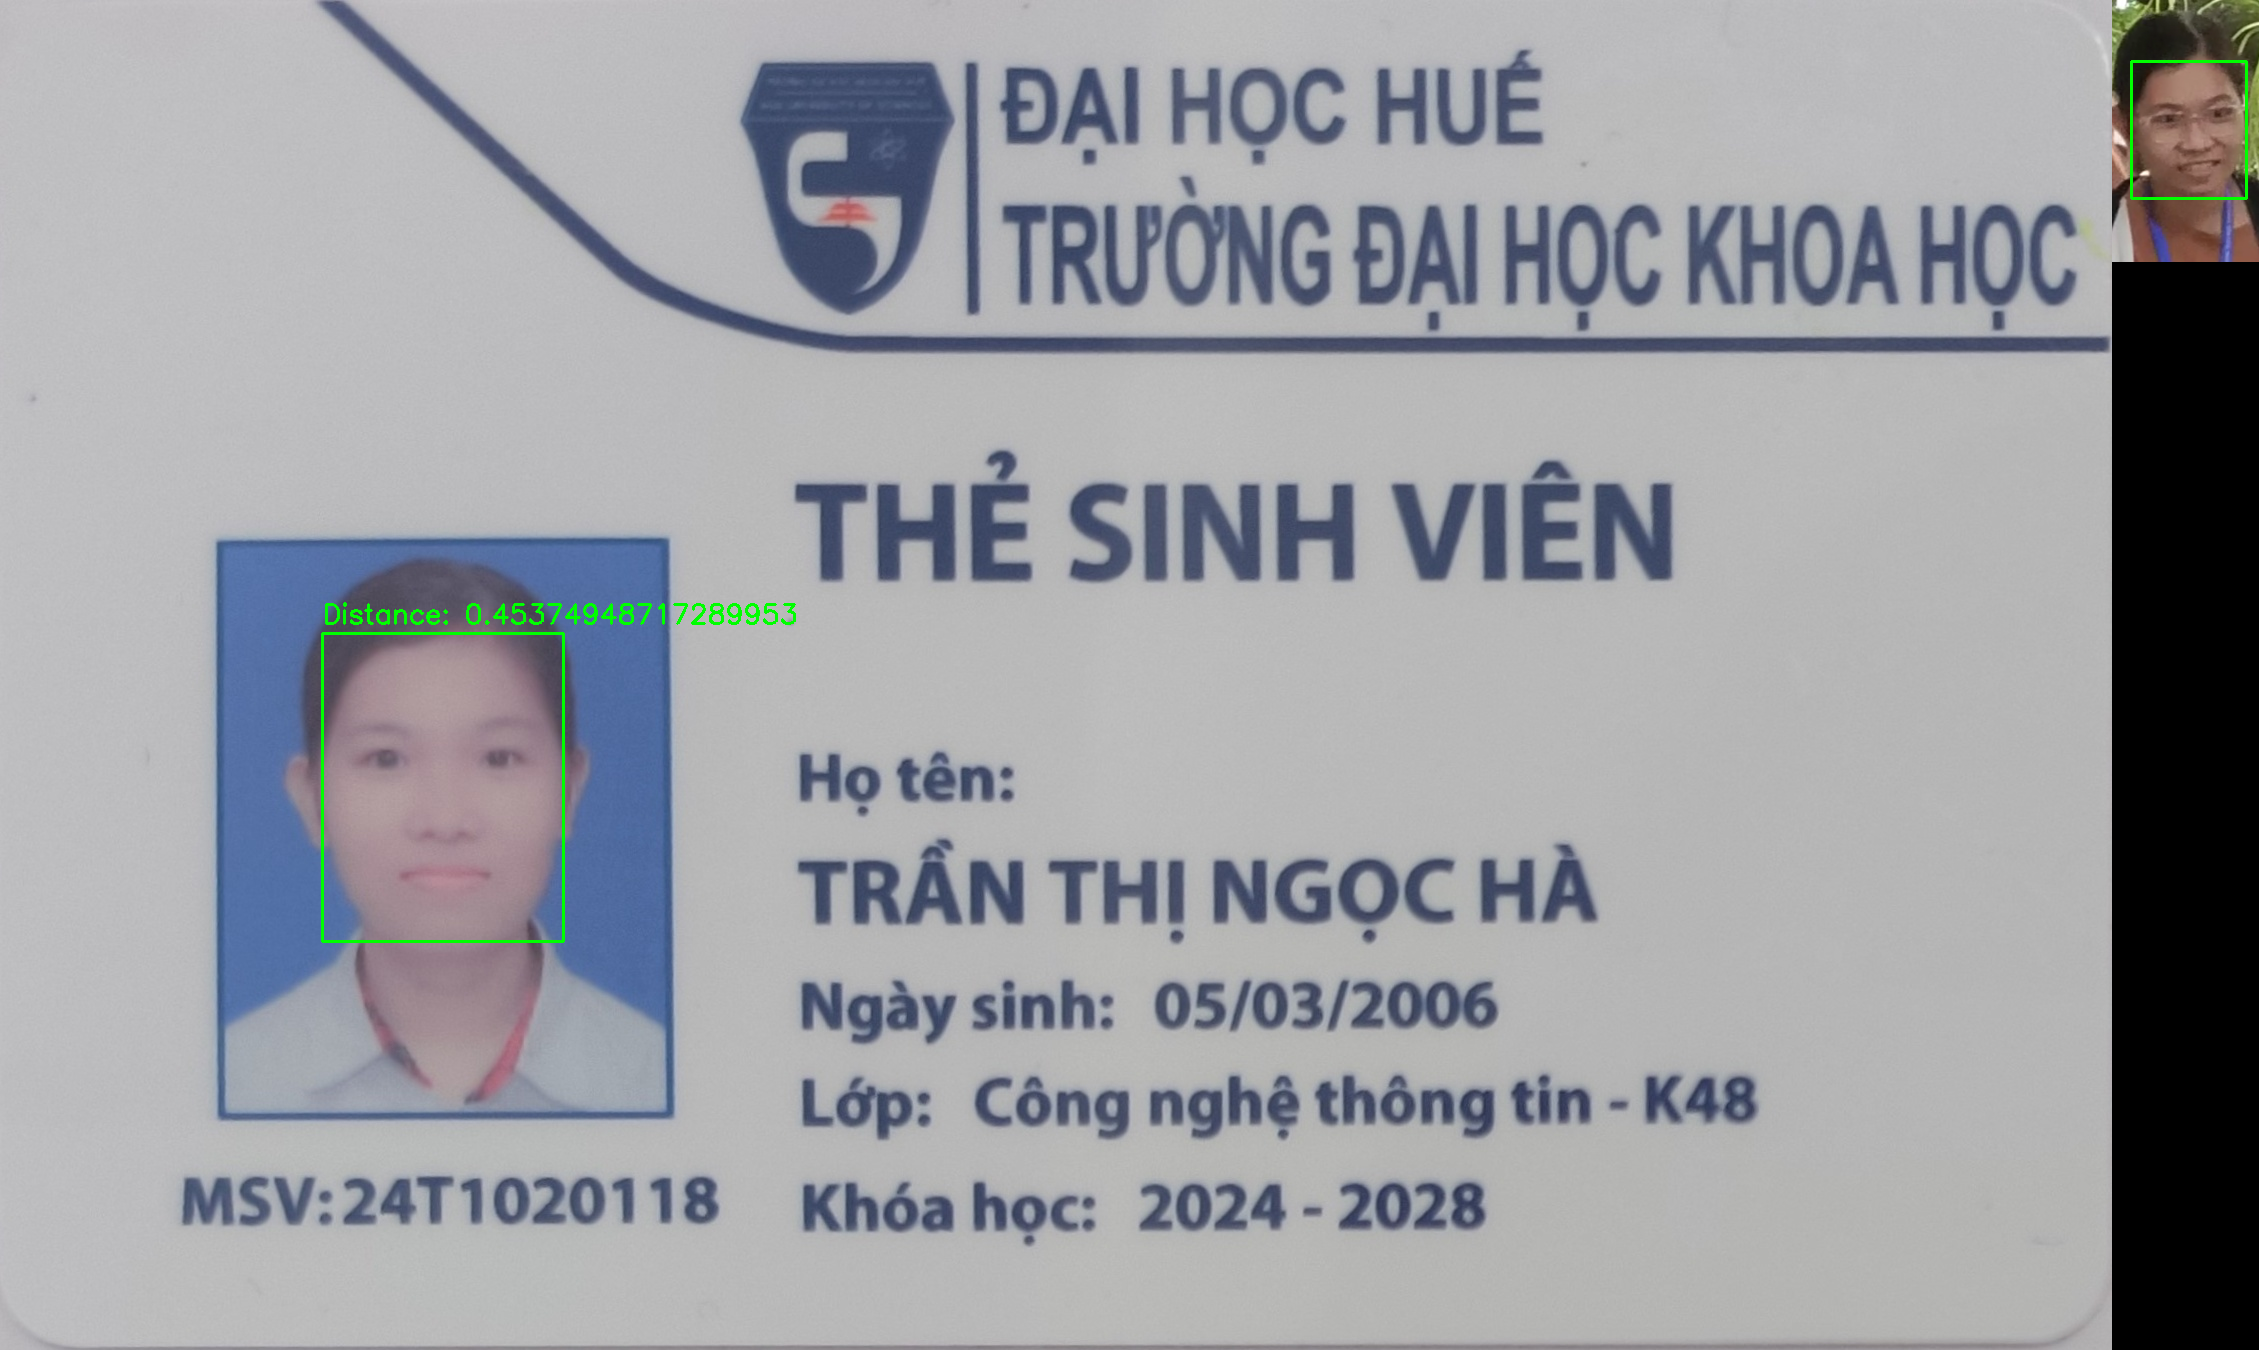 ĐẠI HỌC HUẾ
TRƯỜNG ĐẠI HỌC KHOA HỌC
THẺ SINH VIÊN
Distance: 0.45374948717289953
Họ tên:
TRẦN THỊ NGỌC HÀ
Ngày sinh: 05/03/2006
Lớp: Công nghệ thông tin - K48
MSV: 24T1020118
Khóa học: 2024 - 2028